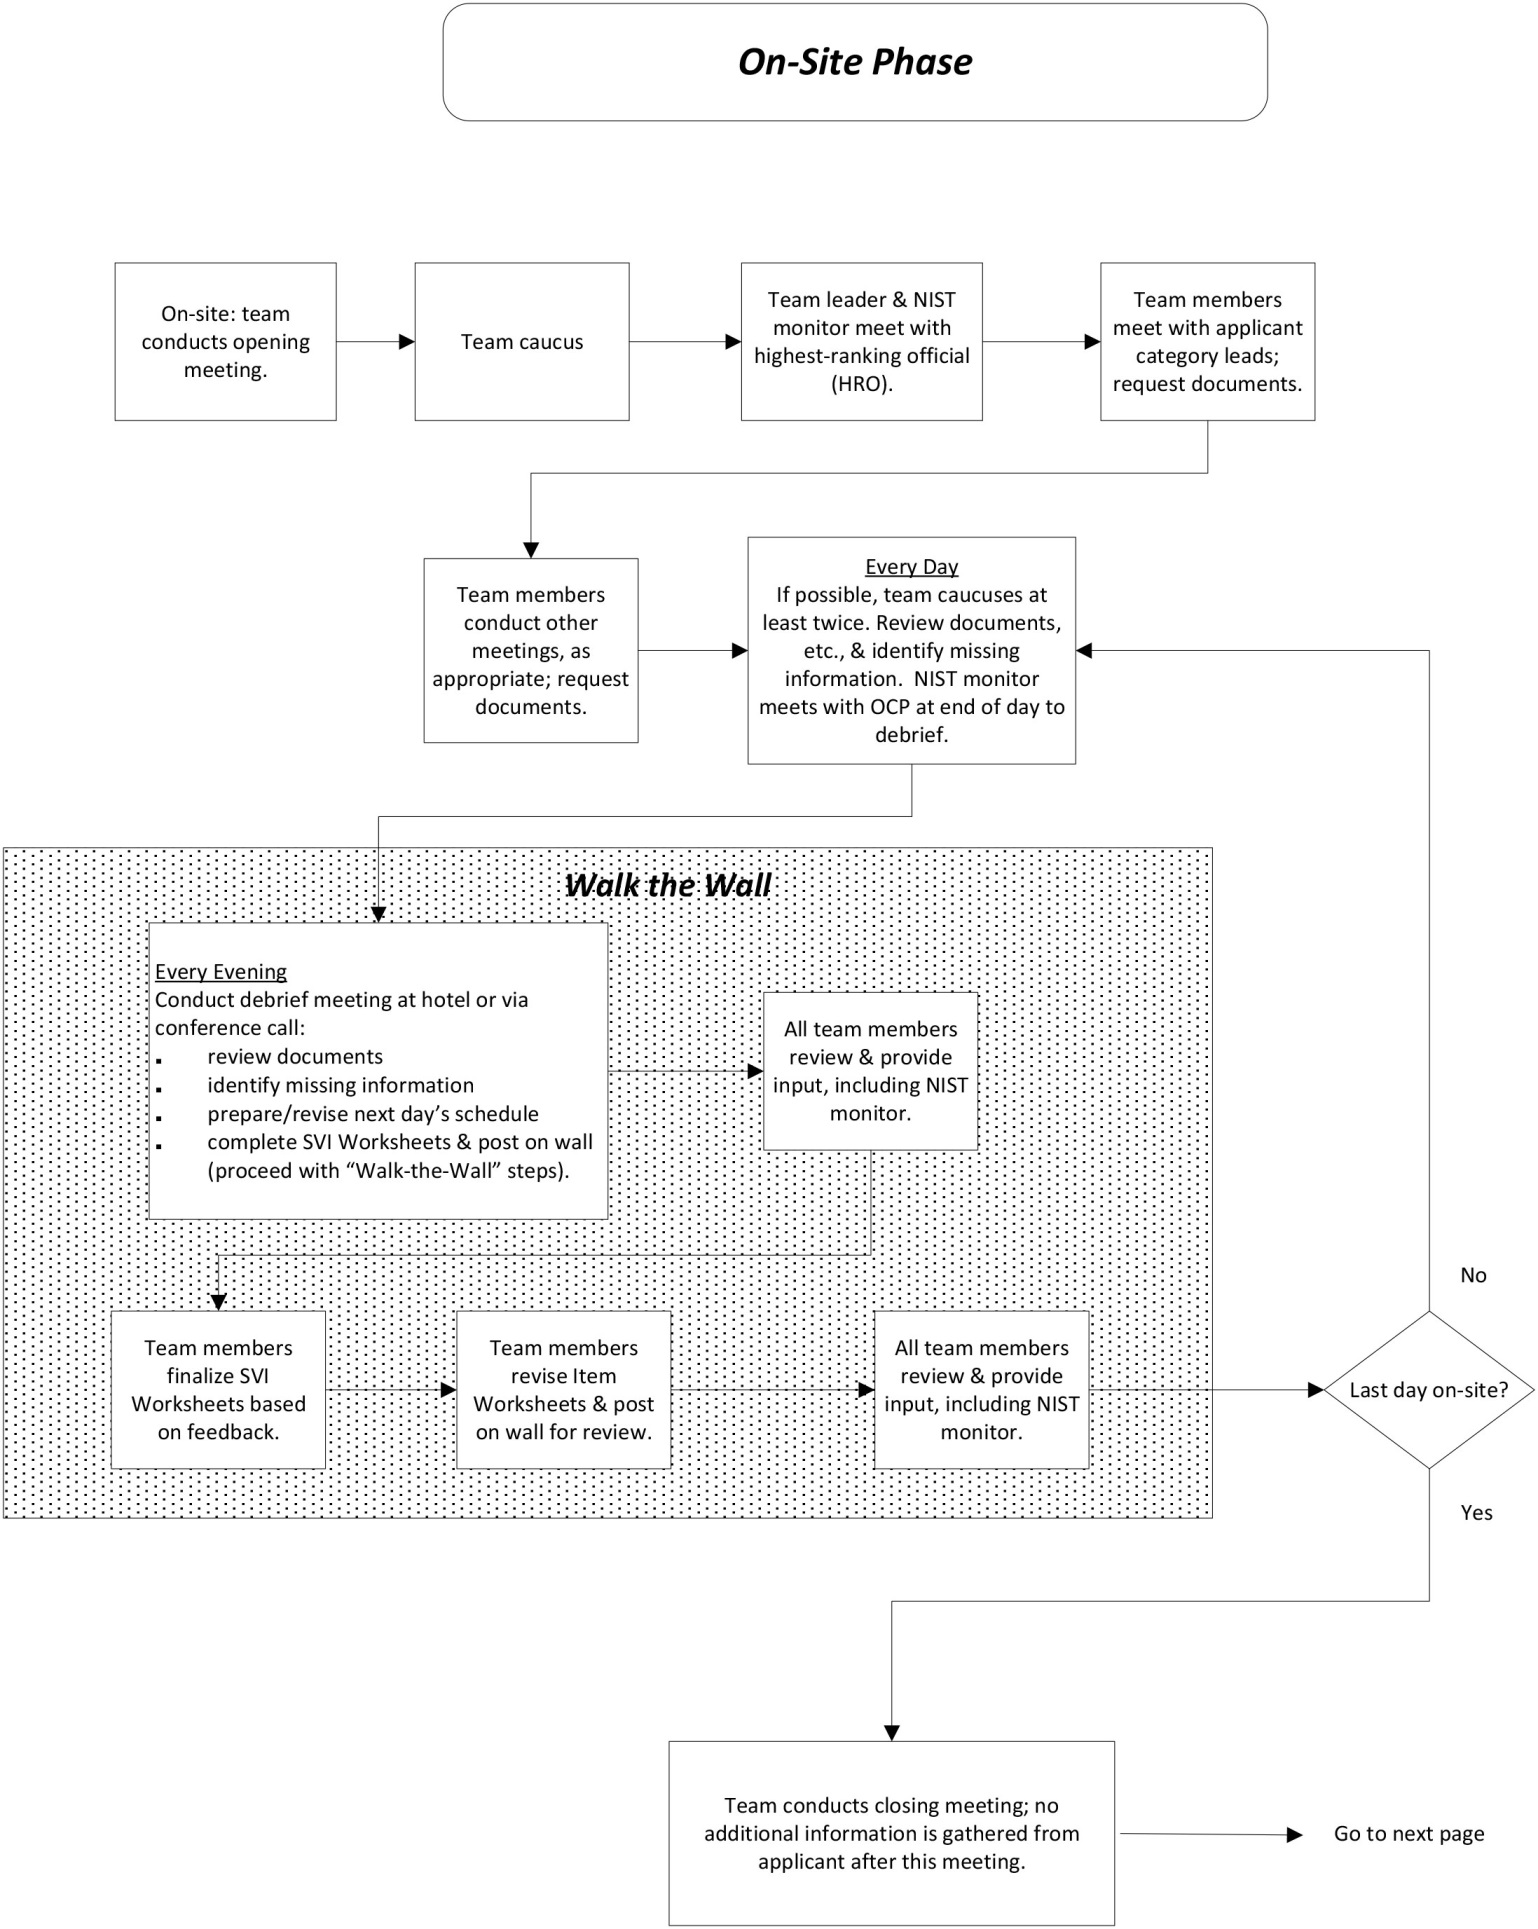 On-Site Phase
On-site: team
conducts opening
meeting.
Team caucus
Team leader & NIST
monitor meet with
highest-ranking official
(HRO).
Team members
meet with applicant
category leads;
request documents.
Team members
conduct other
meetings, as
appropriate; request
documents.
Every Day
If possible, team caucuses at
least twice. Review documents,
etc., & identify missing
information.  NIST monitor
meets with OCP at end of day to
debrief.
Walk the Wall
Every Evening
Conduct debrief meeting at hotel or via
conference call:
▪ review documents
▪ identify missing information
▪ prepare/revise next day’s schedule
▪ complete SVI Worksheets & post on wall
(proceed with “Walk-the-Wall” steps).
All team members
review & provide
input, including NIST
monitor.
Team members
finalize SVI
Worksheets based
on feedback.
Team members
revise Item
Worksheets & post
on wall for review.
All team members
review & provide
input, including NIST
monitor.
Last day on-site?
No
Yes
Team conducts closing meeting; no
additional information is gathered from
applicant after this meeting.
Go to next page